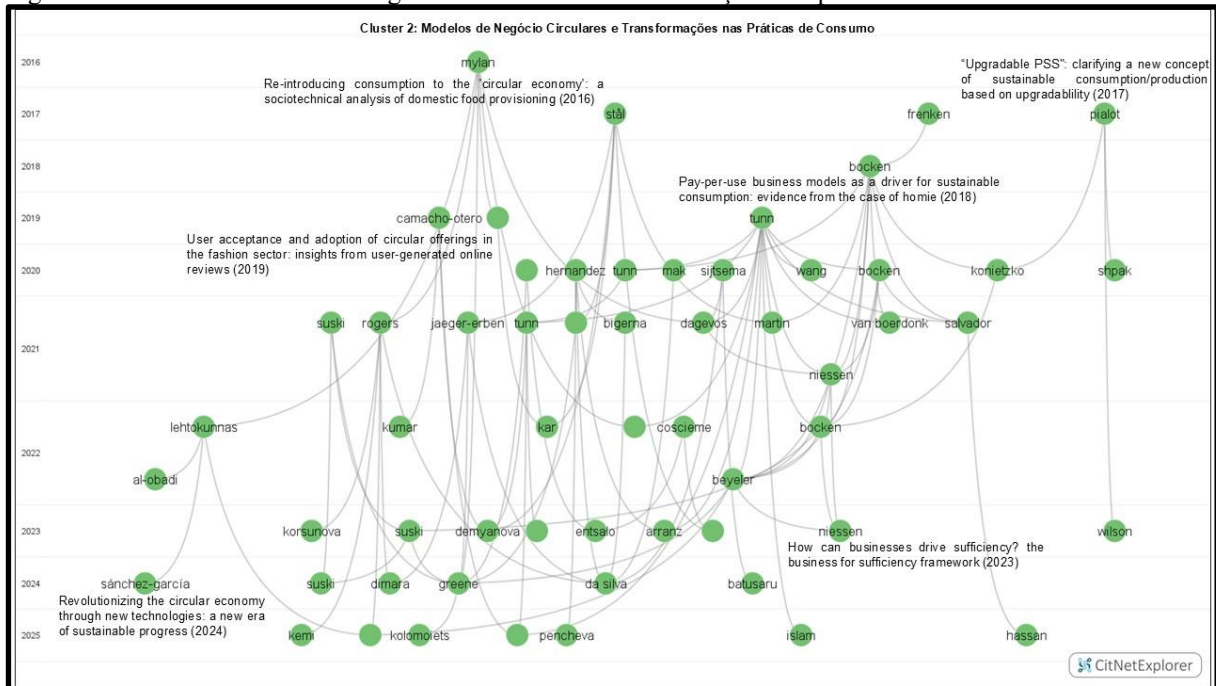 Cluster 2: Modelos de Negócio Circulares e Transformações nas Práticas de Consumo
2016
mylan
Re-introducing consumption to the 'circular economy': a
sociotechnical analysis of domestic food provisioning (2016)
"Upgradable PSS": clarifying a new concept
of sustainable consumption/production
based on upgradablility (2017)
2017
stål
frenken
pialot
2018
bocken
Pay-per-use business models as a driver for sustainable
consumption: evidence from the case of homie (2018)
2019
camacho-otero
tunn
User acceptance and adoption of circular offerings in
the fashion sector: insights from user-generated online
reviews (2019)
2020
hernandez
tunn
mak
sijtsema
wang
bocken
konietzko
shpak
suski
rogers
jaeger-erben
tunn
bigerna
dagevos
martin
van boerdonk
salvador
2021
niessen
lehtokunnas
kumar
kar
coscieme
bocken
2022
al-obadi
beyeler
2023
korsunova
suski
demyanova
entsalo
arranz
niessen
wilson
How can businesses drive sufficiency? the
business for sufficiency framework (2023)
2024
sánchez-garcía
suski
dimara
greene
da silva
batusaru
Revolutionizing the circular economy
through new technologies: a new era
of sustainable progress (2024)
2025
kemi
kolomoiets
pencheva
islam
hassan
CitNetExplorer